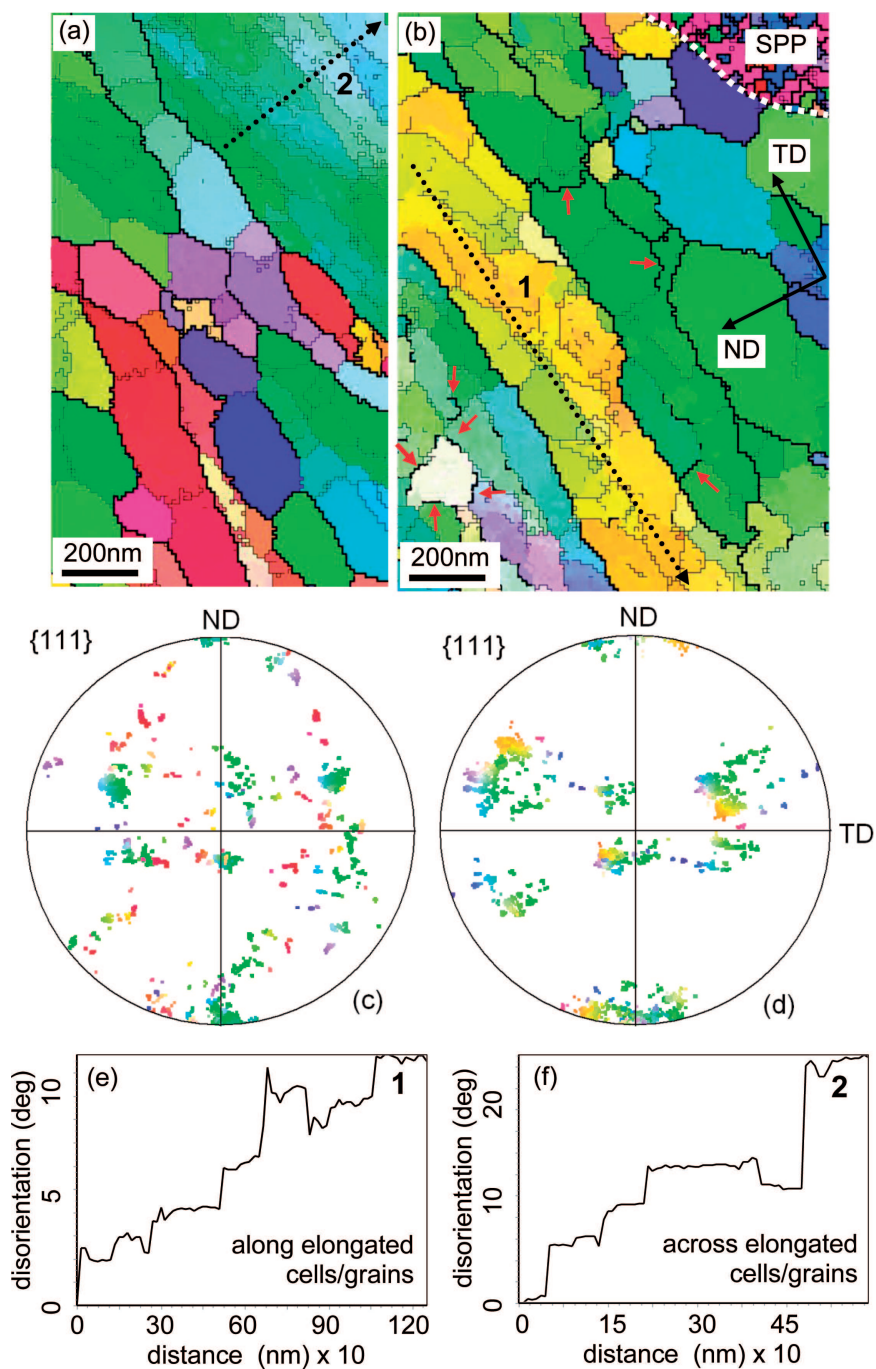 (a)
2
200nm
(b)
SPP
TD
ND
1
200nm
{111}
ND
(c)
{111}
ND
TD
(d)
(e)
1
disorientation (deg)
0
5
10
along elongated
cells/grains
0
30
60
90
120
distance (nm) x 10
(f)
2
disorientation (deg)
0
10
20
across elongated
cells/grains
0
15
30
45
distance (nm) x 10